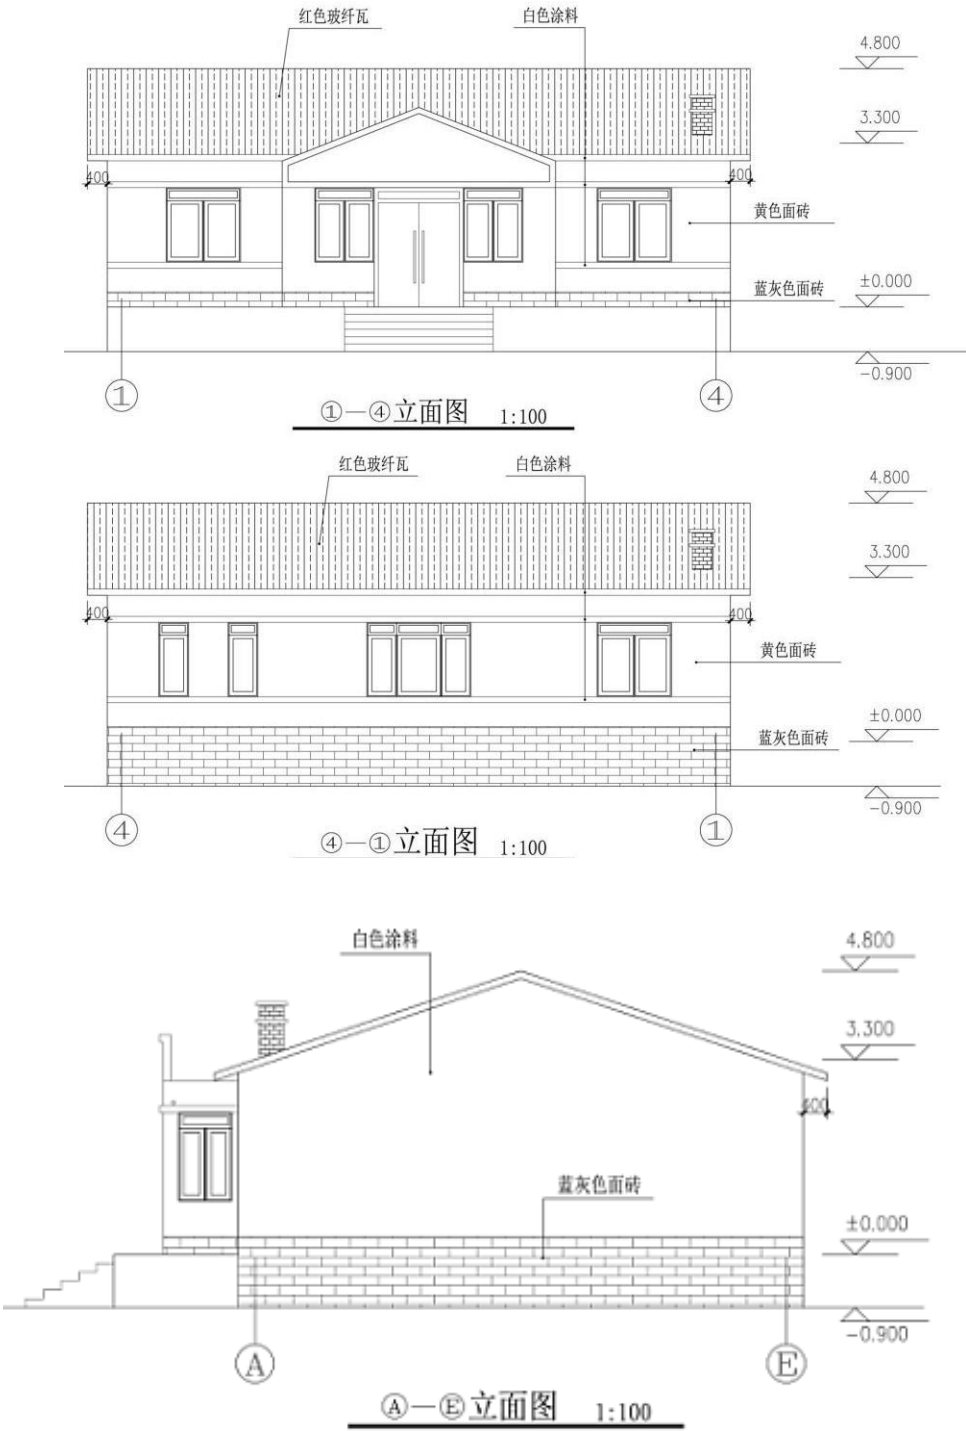 红色玻纤瓦
白色涂料
4.800
3.300
400
400
黄色面砖
±0.000
蓝灰色面砖
-0.900
① ④
①—④立面图 1:100
红色玻纤瓦
白色涂料
4.800
3.300
400
400
黄色面砖
±0.000
蓝灰色面砖
-0.900
④ ①
④—①立面图 1:100
白色涂料
4.800
3.300
400
蓝灰色面砖
±0.000
-0.900
Ⓐ Ⓔ
Ⓐ—Ⓔ立面图 1:100